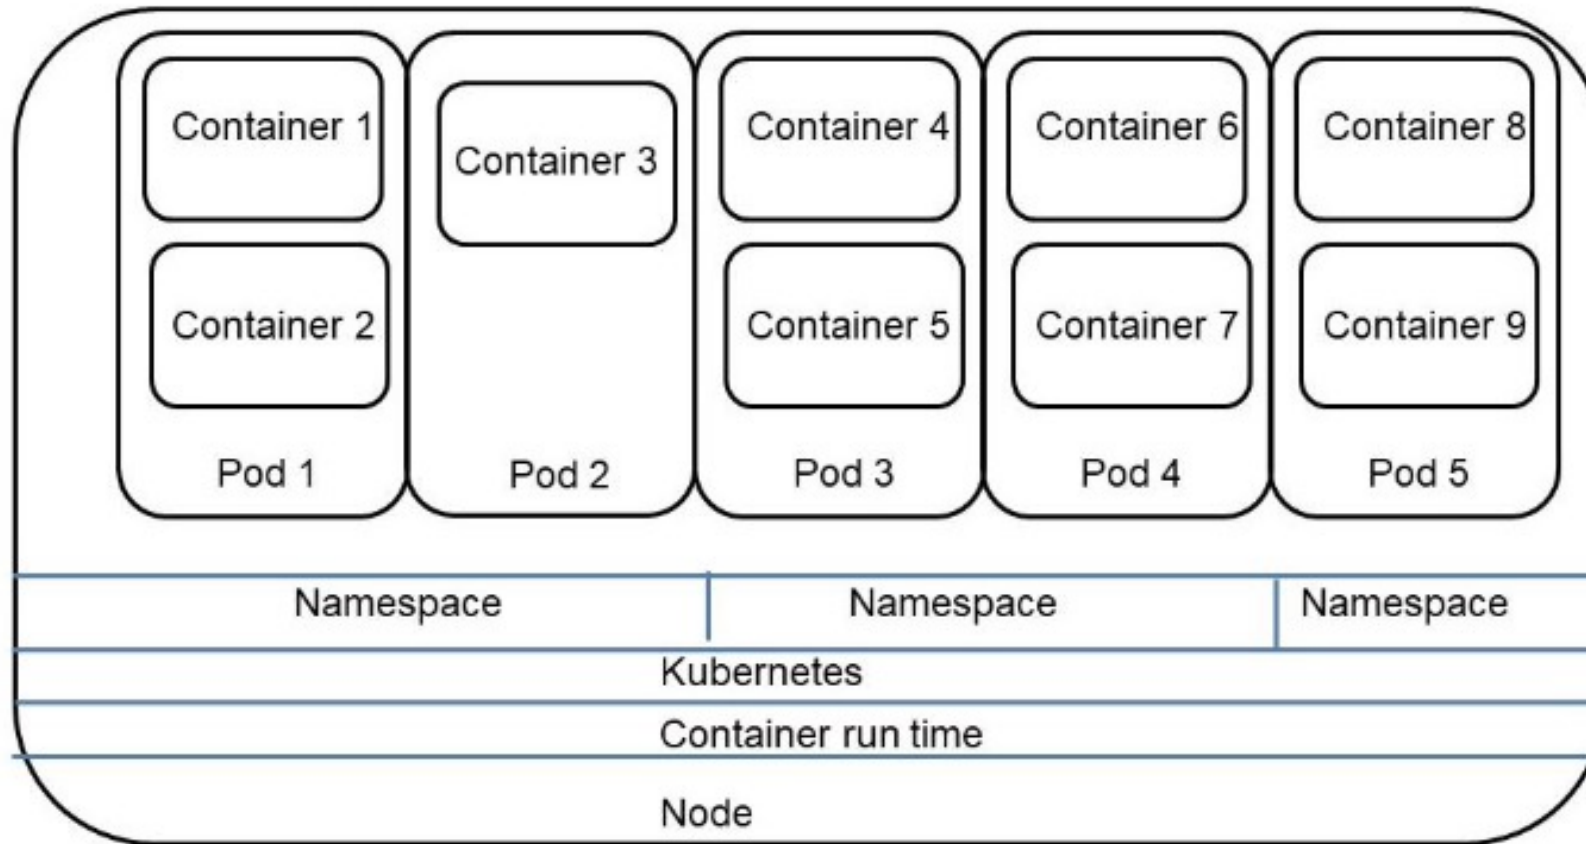 Container 1
Container 3
Container 4
Container 6
Container 8
Container 2
Container 5
Container 7
Container 9
Pod 1
Pod 2
Pod 3
Pod 4
Pod 5
Namespace
Namespace
Namespace
Kubernetes
Container run time
Node